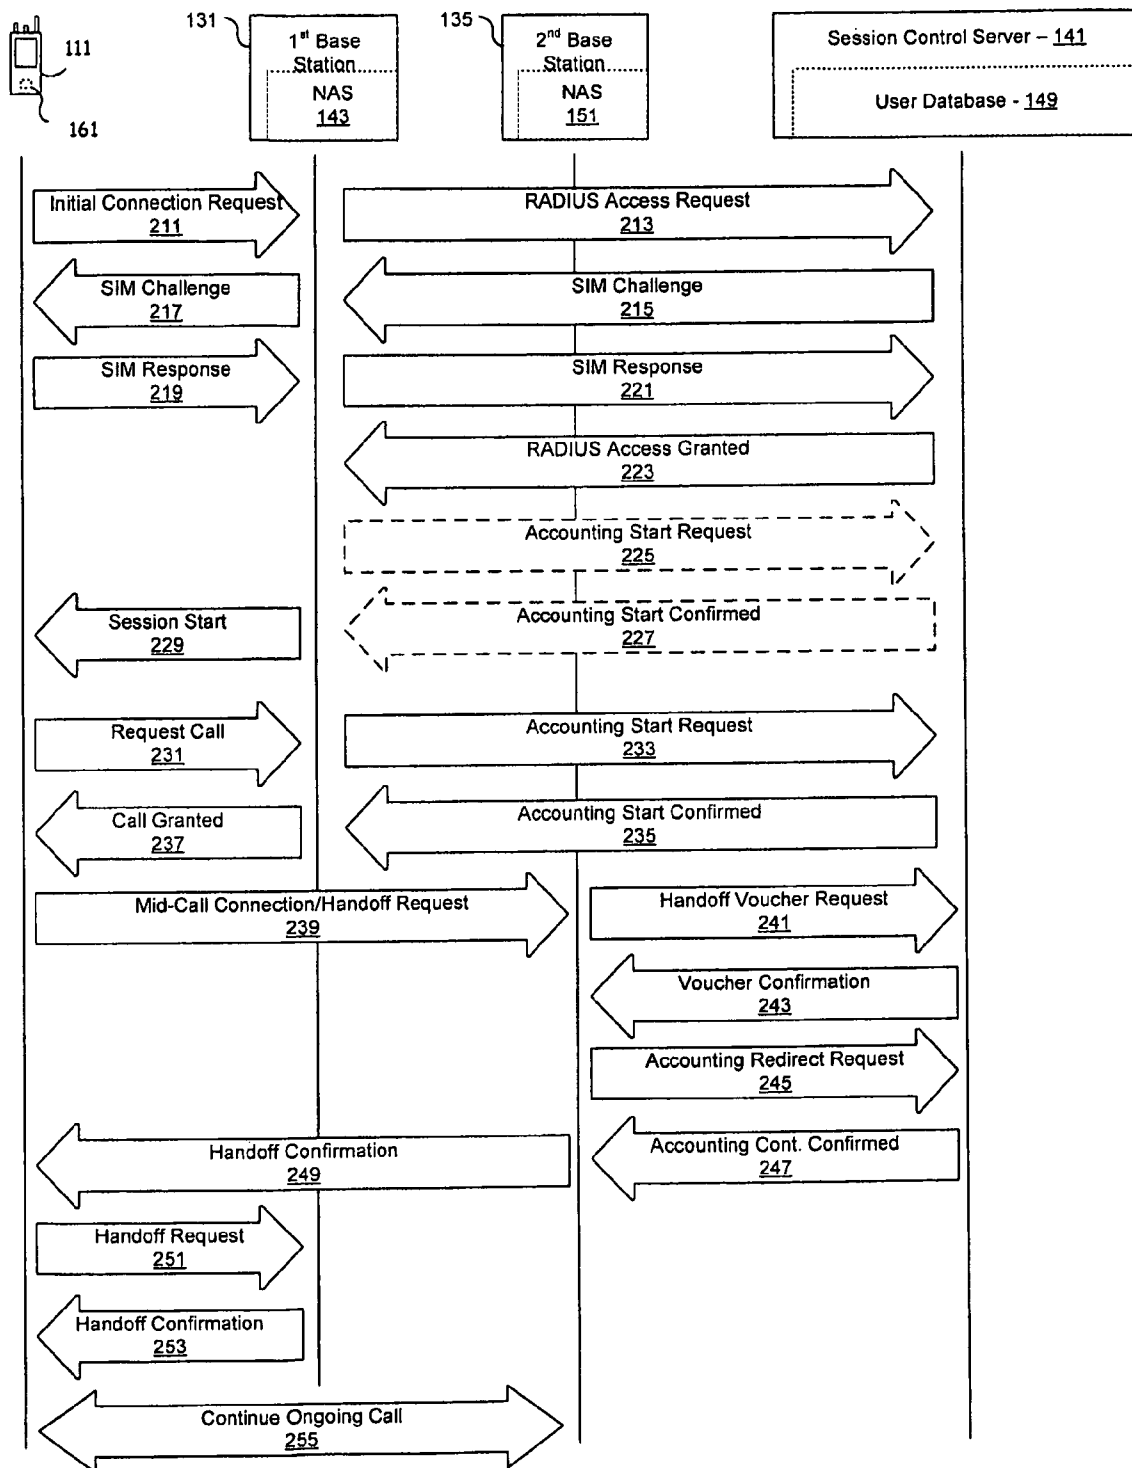 111
161
131
1st Base
Station
NAS
143
135
2nd Base
Station
NAS
151
Session Control Server – 141
User Database - 149
Initial Connection Request
211
RADIUS Access Request
213
SIM Challenge
217
SIM Challenge
215
SIM Response
219
SIM Response
221
RADIUS Access Granted
223
Accounting Start Request
225
Accounting Start Confirmed
227
Session Start
229
Request Call
231
Accounting Start Request
233
Call Granted
237
Accounting Start Confirmed
235
Mid-Call Connection/Handoff Request
239
Handoff Voucher Request
241
Voucher Confirmation
243
Accounting Redirect Request
245
Handoff Confirmation
249
Accounting Cont. Confirmed
247
Handoff Request
251
Handoff Confirmation
253
Continue Ongoing Call
255